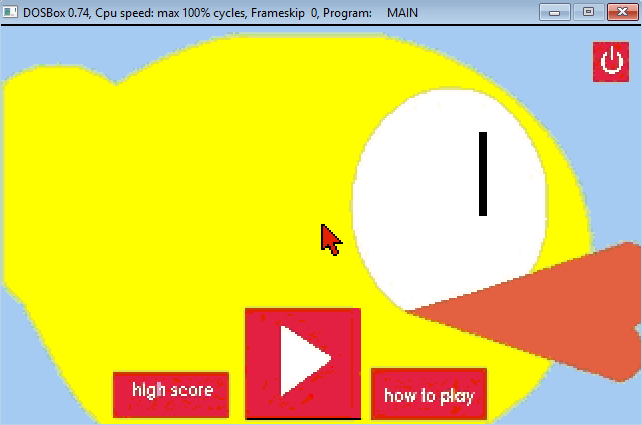 DOSBox 0.74, Cpu speed: max 100% cycles, Frameskip 0, Program: MAIN
high score
how to play